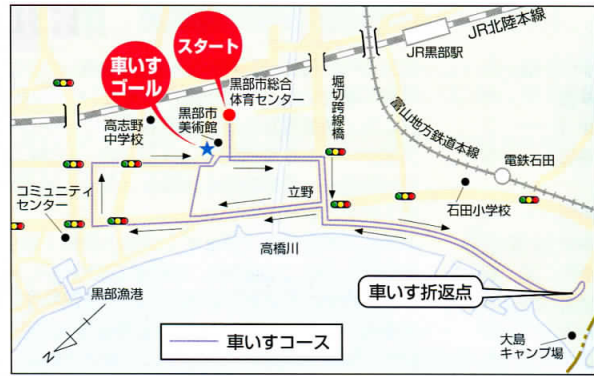 JR北陸本線
JR黒部駅
スタート
車いす
ゴール
黒部市総合
体育センター
堀切跨線橋
富山地方鉄道本線
高志野
中学校
黒部市
美術館
電鉄石田
コミュニティ
センター
立野
石田小学校
高橋川
車いす折返点
黒部漁港
N
車いすコース
大島
キャンプ場